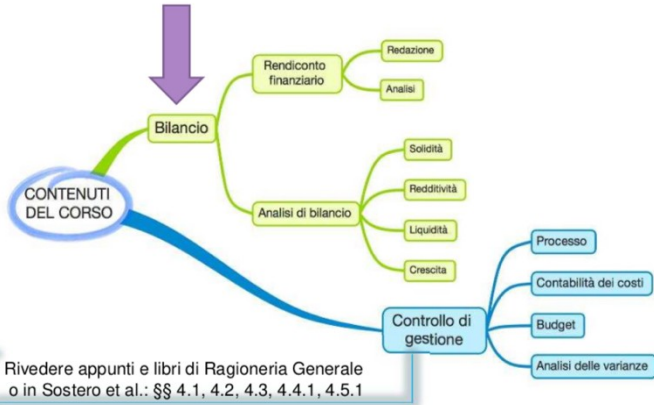 CONTENUTI
DEL CORSO
Bilancio
Rendiconto
finanziario
Redazione
Analisi
Analisi di bilancio
Solidità
Redditività
Liquidità
Crescita
Controllo di
gestione
Processo
Contabilità dei costi
Budget
Analisi delle varianze
Rivedere appunti e libri di Ragioneria Generale
o in Sostero et al.: §§ 4.1, 4.2, 4.3, 4.4.1, 4.5.1